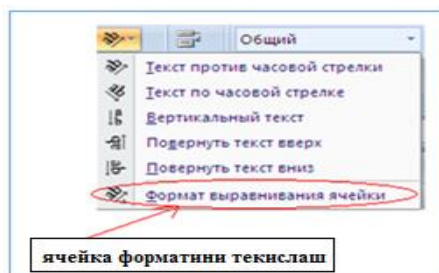 Общий
Текст против часовой стрелки
Текст по часовой стрелке
Вертикальный текст
Повернуть текст вверх
Повернуть текст вниз
Формат выравнивания ячейки
ячейка форматини текислаш